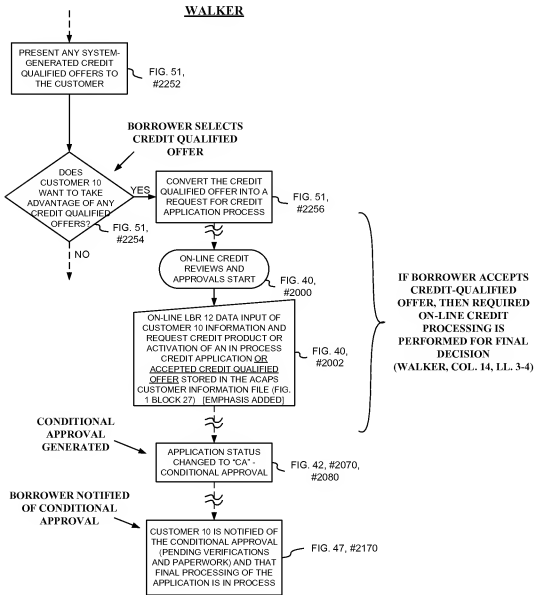 WALKER
PRESENT ANY SYSTEM-
GENERATED CREDIT
QUALIFIED OFFERS TO
THE CUSTOMER
FIG. 51,
#2252
BORROWER SELECTS
CREDIT QUALIFIED
OFFER
DOES
CUSTOMER 10
WANT TO TAKE
ADVANTAGE OF ANY
CREDIT QUALIFIED
OFFERS?
FIG. 51,
#2254
YES
NO
CONVERT THE CREDIT
QUALIFIED OFFER INTO A
REQUEST FOR CREDIT
APPLICATION PROCESS
FIG. 51,
#2256
ON-LINE CREDIT
REVIEWS AND
APPROVALS START
FIG. 40,
#2000
ON-LINE LBR 12 DATA INPUT OF
CUSTOMER 10 INFORMATION AND
REQUEST CREDIT PRODUCT OR
ACTIVATION OF AN IN PROCESS
CREDIT APPLICATION OR
ACCEPTED CREDIT QUALIFIED
OFFER STORED IN THE ACAPS
CUSTOMER INFORMATION FILE (FIG.
1 BLOCK 27) [EMPHASIS ADDED]
FIG. 40,
#2002
IF BORROWER ACCEPTS
CREDIT-QUALIFIED
OFFER, THEN REQUIRED
ON-LINE CREDIT
PROCESSING IS
PERFORMED FOR FINAL
DECISION
(WALKER, COL. 14, LL. 3-4)
CONDITIONAL
APPROVAL
GENERATED
APPLICATION STATUS
CHANGED TO "CA" -
CONDITIONAL APPROVAL
FIG. 42, #2070,
#2080
BORROWER NOTIFIED
OF CONDITIONAL
APPROVAL
CUSTOMER 10 IS NOTIFIED OF
THE CONDITIONAL APPROVAL
(PENDING VERIFICATIONS
AND PAPERWORK) AND THAT
FINAL PROCESSING OF THE
APPLICATION IS IN PROCESS
FIG. 47, #2170